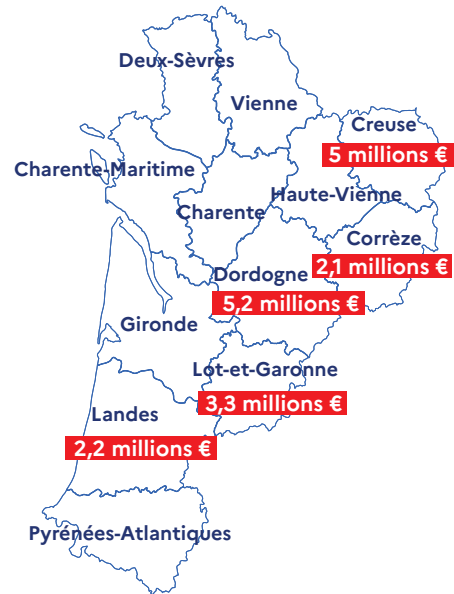 Deux-Sèvres
Vienne
Creuse
5 millions €
Charente-Maritime
Haute-Vienne
Charente
Corrèze
2,1 millions €
Dordogne
5,2 millions €
Gironde
Lot-et-Garonne
3,3 millions €
Landes
2,2 millions €
Pyrénées-Atlantiques